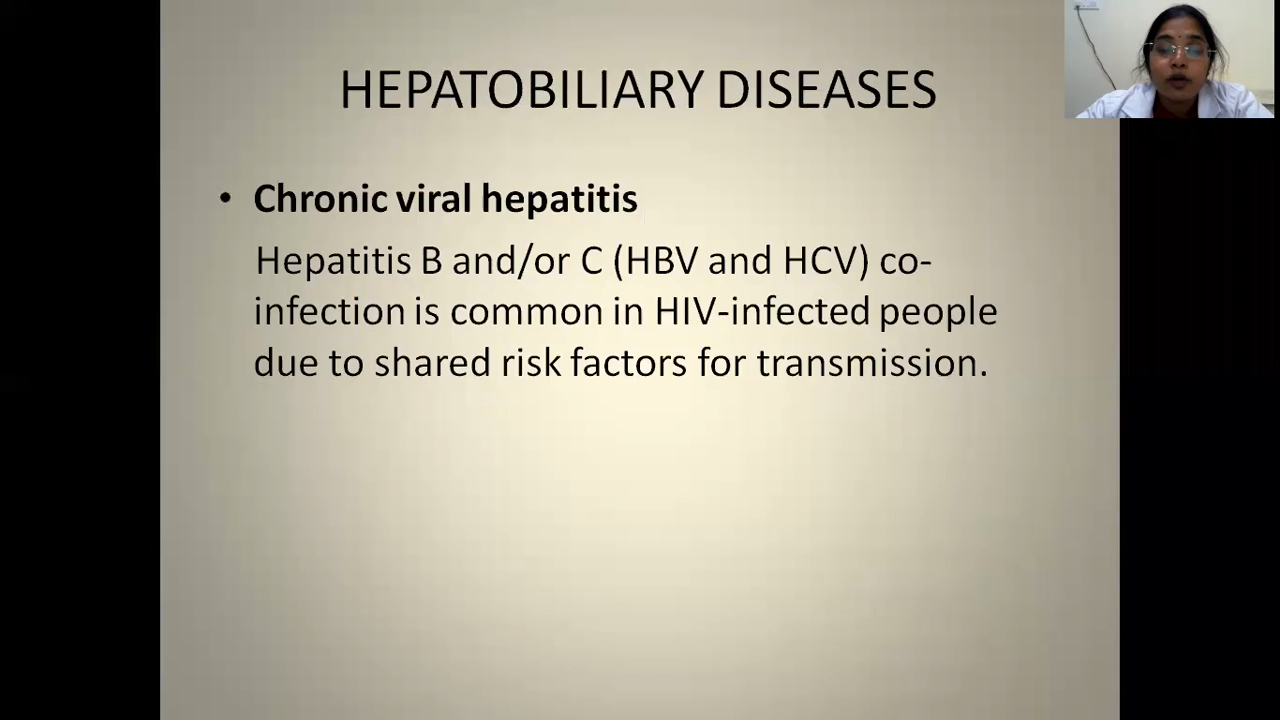 HEPATOBILIARY DISEASES
• Chronic viral hepatitis
Hepatitis B and/or C (HBV and HCV) co-
infection is common in HIV-infected people
due to shared risk factors for transmission.